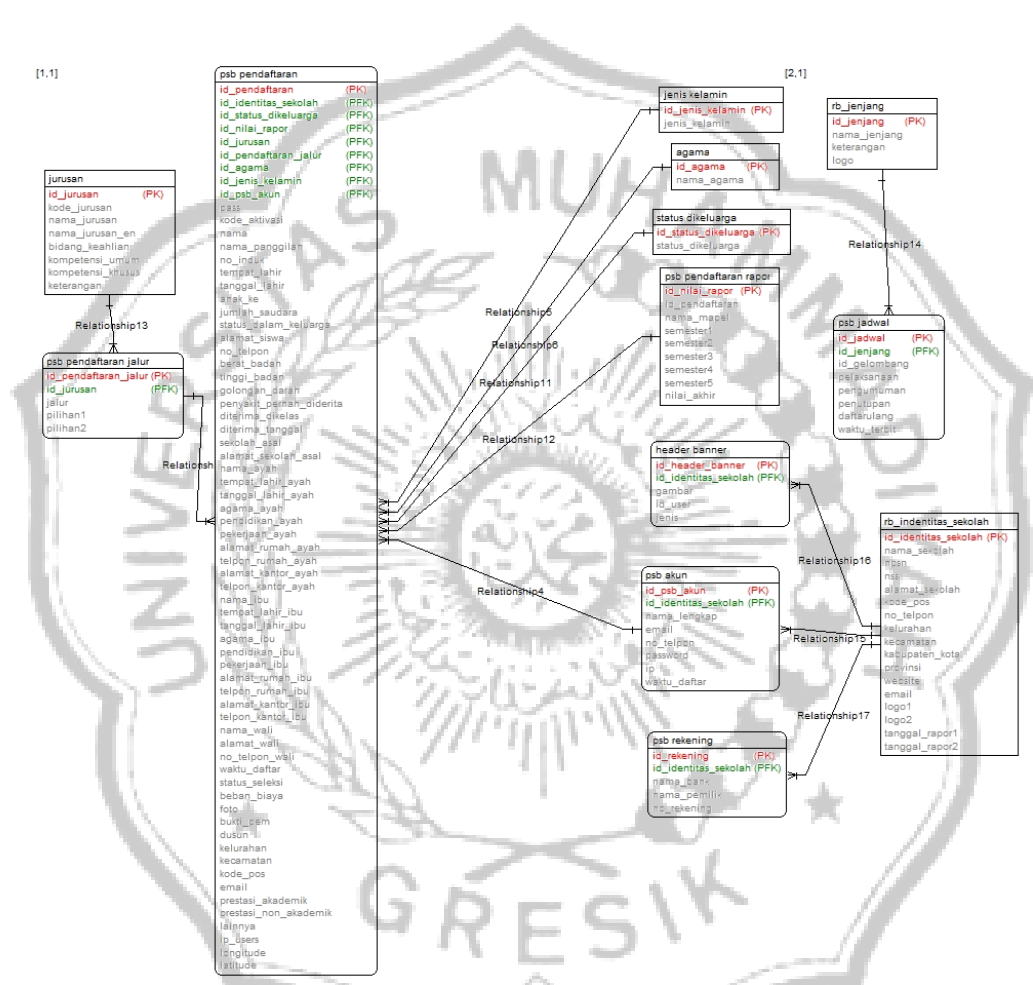 [1,1]
[2,1]
UNIVERSITAS MUHAMMADIYAH
GRESIK
jurusan
id_jurusan (PK)
kode_jurusan
nama_jurusan
nama_jurusan_en
bidang_keahlian
kompetensi_umum
kompetensi_khusus
keterangan
Relationship13
psb pendaftaran jalur
id_pendaftaran_jalur (PK)
id_jurusan (PFK)
jalur
pilihan1
pilihan2
Relationsh
psb pendaftaran
id_pendaftaran (PK)
id_identitas_sekolah (PFK)
id_status_dikeluarga (PFK)
id_nilai_rapor (PFK)
id_jurusan (PFK)
id_pendaftaran_jalur (PFK)
id_agama (PFK)
id_jenis_kelamin (PFK)
id_psb_akun (PFK)
pass
kode_aktivasi
nama
nama_panggilan
no_induk
tempat_lahir
tanggal_lahir
anak_ke
jumlah_saudara
status_dalam_keluarga
alamat_siswa
no_telpon
berat_badan
tinggi_badan
golongan_darah
penyakit_pernah_diderita
diterima_dikelas
diterima_tanggal
sekolah_asal
alamat_sekolah_asal
nama_ayah
tempat_lahir_ayah
tanggal_lahir_ayah
agama_ayah
pendidikan_ayah
pekerjaan_ayah
alamat_rumah_ayah
telpon_rumah_ayah
alamat_kantor_ayah
telpon_kantor_ayah
nama_ibu
tempat_lahir_ibu
tanggal_lahir_ibu
agama_ibu
pendidikan_ibu
pekerjaan_ibu
alamat_rumah_ibu
telpon_rumah_ibu
alamat_kantor_ibu
telpon_kantor_ibu
nama_wali
alamat_wali
no_telpon_wali
waktu_daftar
status_seleksi
beban_biaya
foto
bukti_pem
dusun
kelurahan
kecamatan
kode_pos
email
prestasi_akademik
prestasi_non_akademik
lainnya
ip_users
longitude
latitude
Relationship5
Relationship6
Relationship11
Relationship12
Relationship4
jenis kelamin
id_jenis_kelamin (PK)
jenis_kelamin
agama
id_agama (PK)
nama_agama
status dikeluarga
id_status_dikeluarga (PK)
status_dikeluarga
psb pendaftaran rapor
id_nilai_rapor (PK)
id_pendaftaran
nama_mapel
semester1
semester2
semester3
semester4
semester5
nilai_akhir
header banner
id_header_banner (PK)
id_identitas_sekolah (PFK)
gambar
id_user
jenis
psb akun
id_psb_akun (PK)
id_identitas_sekolah (PFK)
nama_lengkap
email
no_telpon
password
ip
waktu_daftar
psb rekening
id_rekening (PK)
id_identitas_sekolah (PFK)
nama_bank
nama_pemilik
no_rekening
rb_jenjang
id_jenjang (PK)
nama_jenjang
keterangan
logo
Relationship14
psb jadwal
id_jadwal (PK)
id_jenjang (PFK)
id_gelombang
pelaksanaan
pengumuman
penutupan
daftarulang
waktu_terbit
Relationship16
Relationship15
Relationship17
rb_indentitas_sekolah
id_identitas_sekolah (PK)
nama_sekolah
npsn
nss
alamat_sekolah
kode_pos
no_telpon
kelurahan
kecamatan
kabupaten_kota
provinsi
website
email
logo1
logo2
tanggal_rapor1
tanggal_rapor2